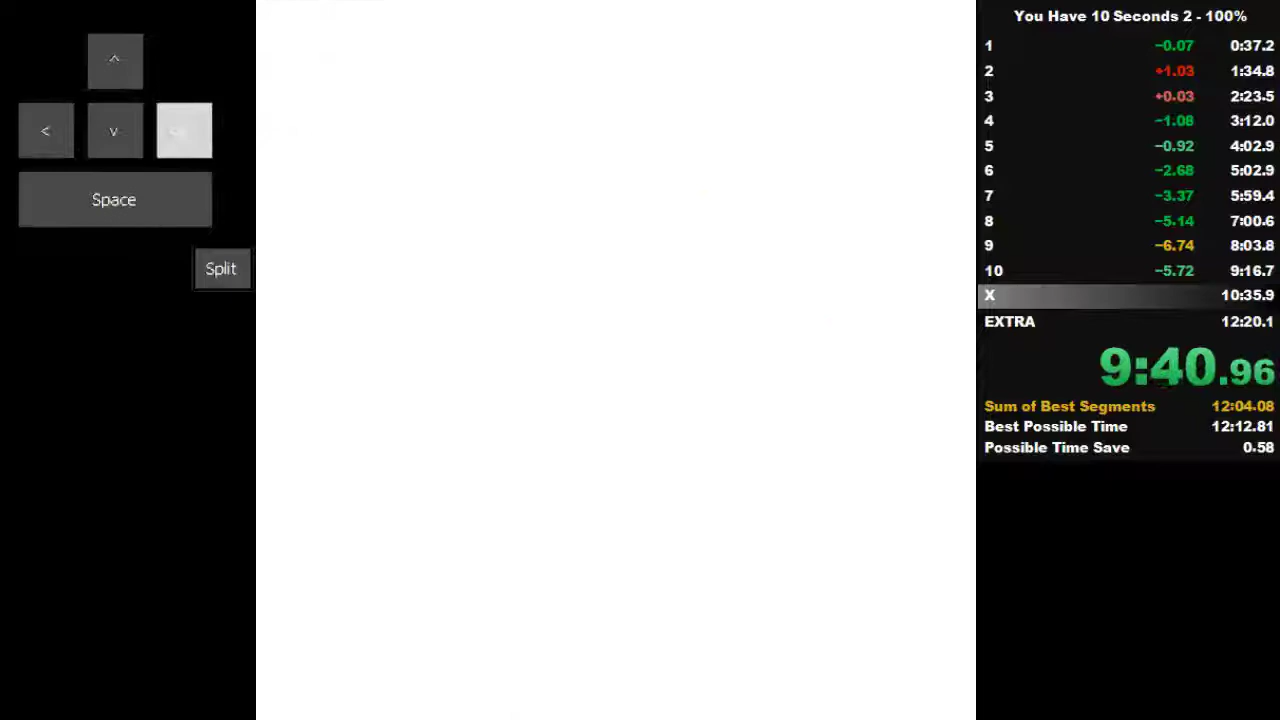 You Have 10 Seconds 2 - 100%
^
< v
Space
Split
1 -0.07 0:37.2
2 +1.03 1:34.8
3 +0.03 2:23.5
4 -1.08 3:12.0
5 -0.92 4:02.9
6 -2.68 5:02.9
7 -3.37 5:59.4
8 -5.14 7:00.6
9 -6.74 8:03.8
10 -5.72 9:16.7
X 10:35.9
EXTRA 12:20.1
9:40.96
Sum of Best Segments 12:04.08
Best Possible Time 12:12.81
Possible Time Save 0.58